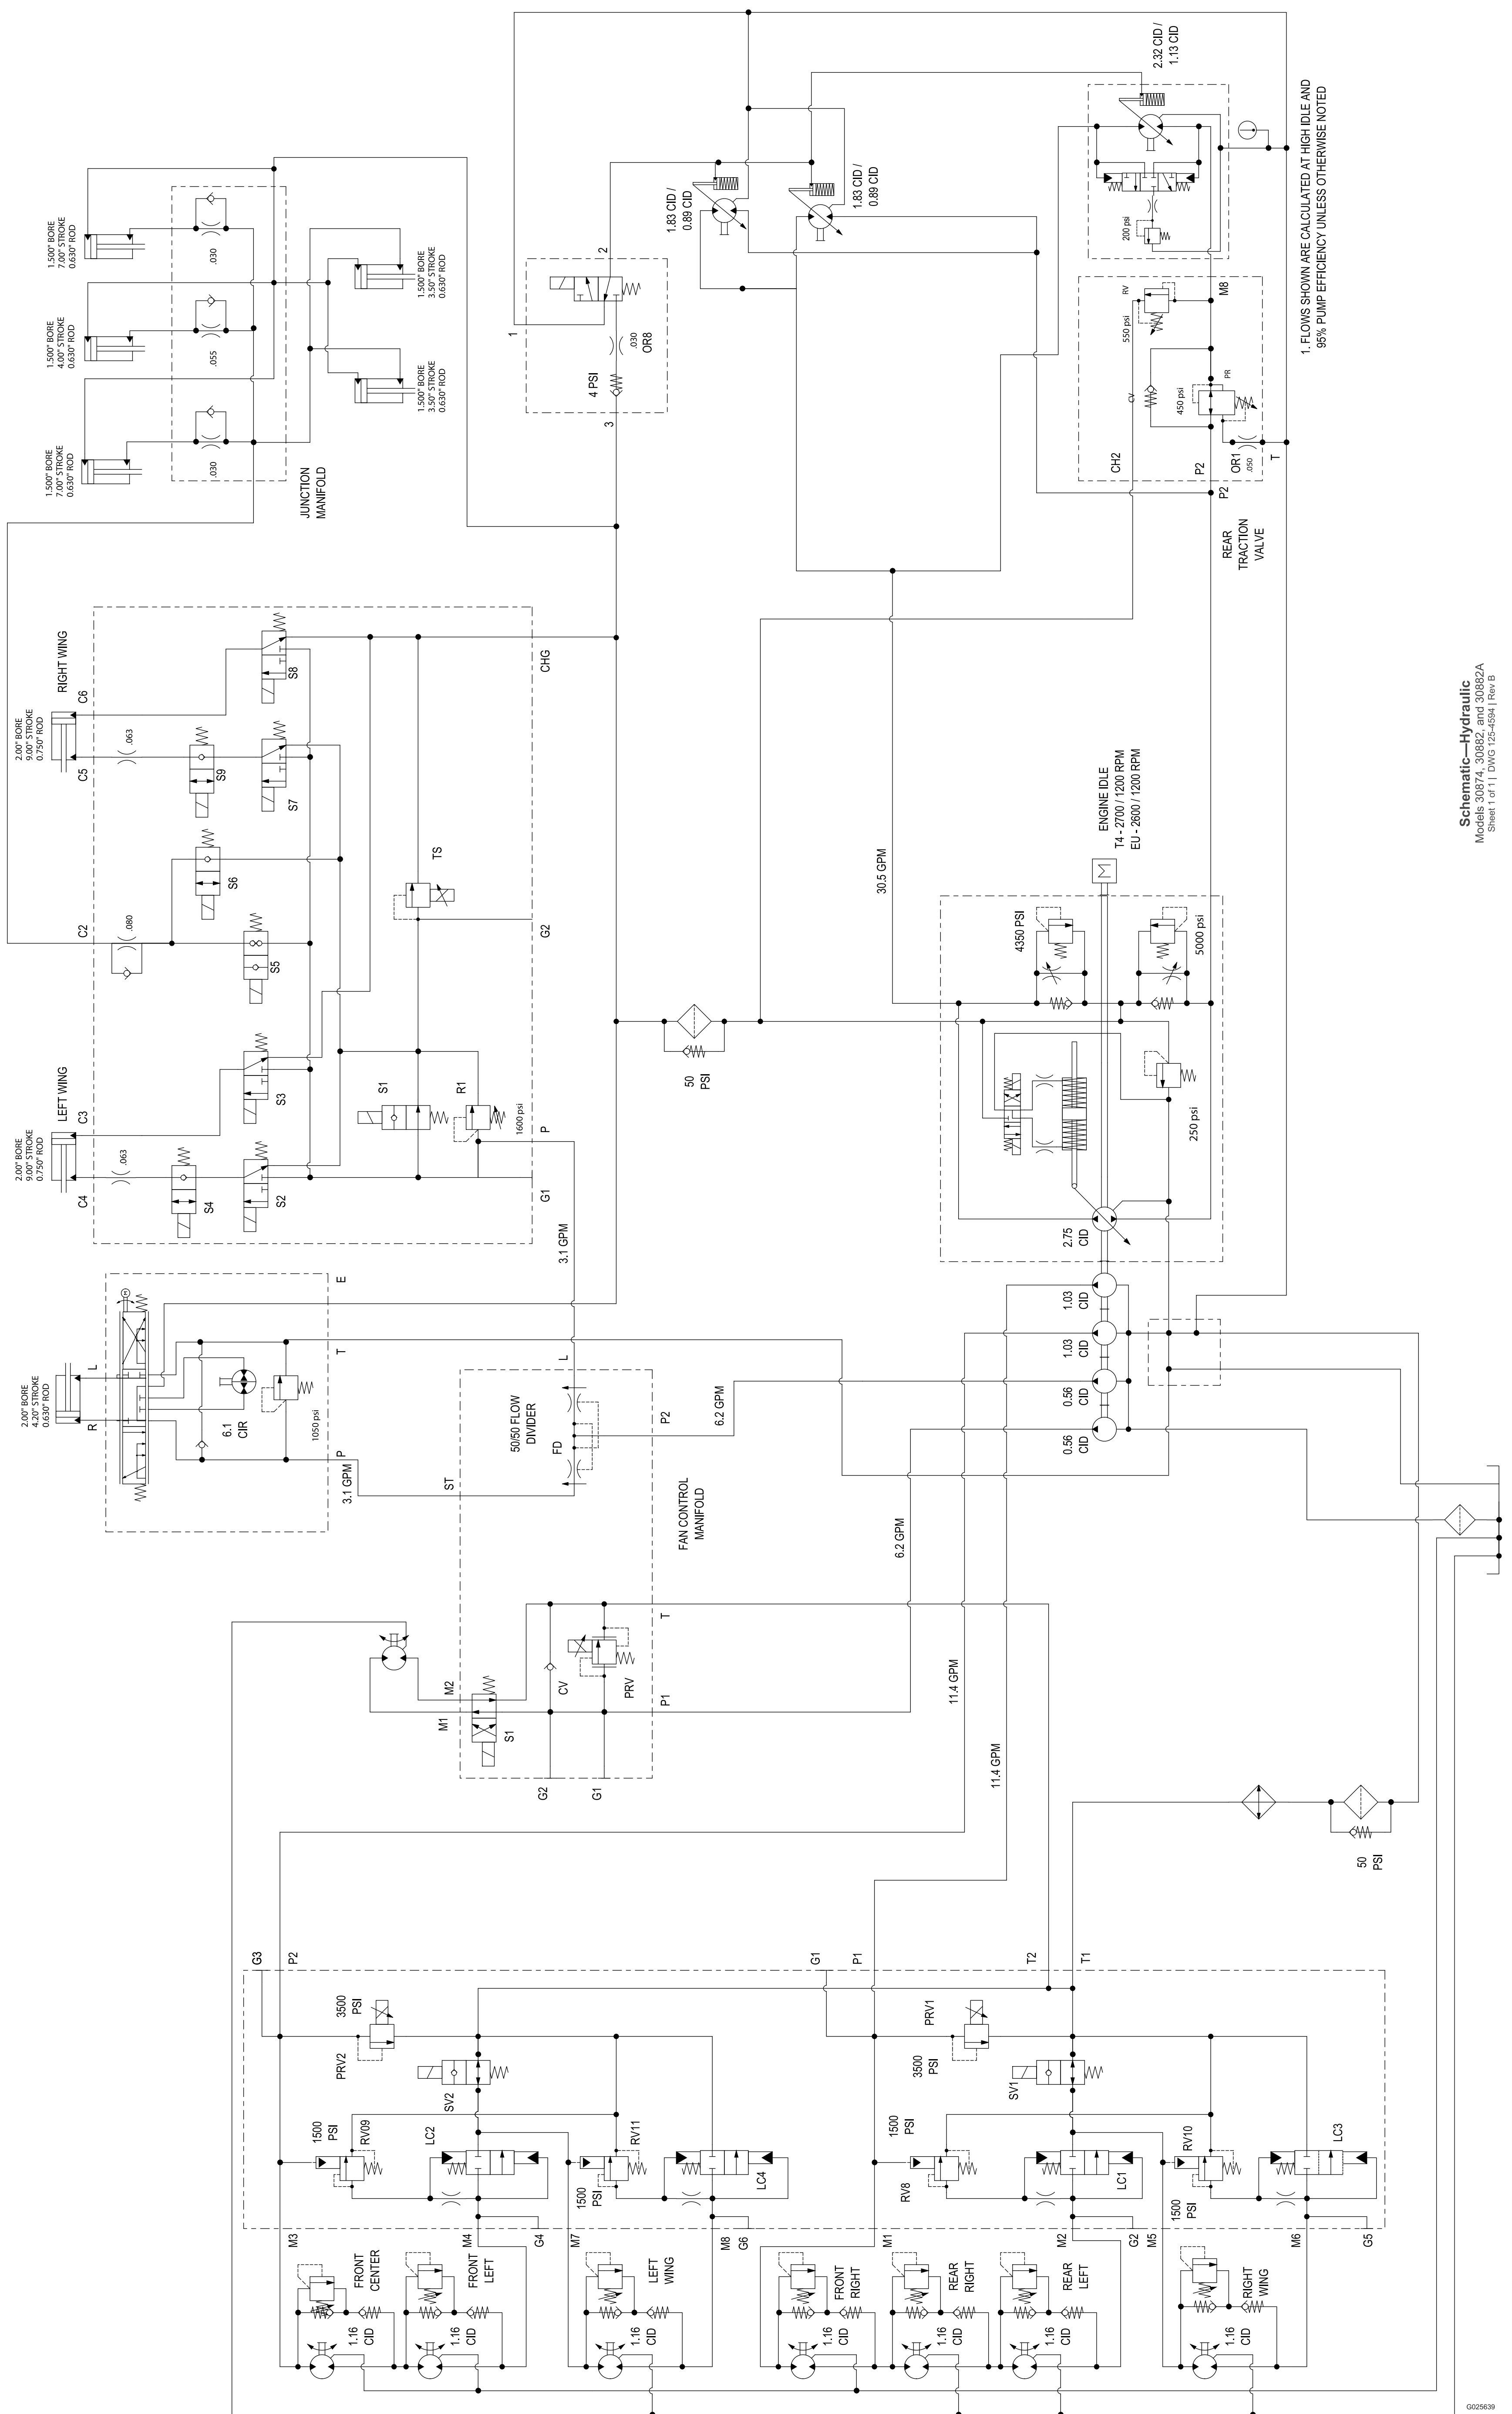 2.32 CID /
1.13 CID
1. FLOWS SHOWN ARE CALCULATED AT HIGH IDLE AND
95% PUMP EFFICIENCY UNLESS OTHERWISE NOTED
1.500" BORE
7.00" STROKE
0.630" ROD
.030
1.500" BORE
4.00" STROKE
0.630" ROD
.055
1.500" BORE
7.00" STROKE
0.630" ROD
.030
1.500" BORE
3.50" STROKE
0.630" ROD
1.500" BORE
3.50" STROKE
0.630" ROD
JUNCTION
MANIFOLD
1
2
3
4 PSI
.030
OR8
1.83 CID /
0.89 CID
1.83 CID /
0.89 CID
200 psi
RV
550 psi
M8
CV
450 psi
PR
CH2
P2
OR1
.050
T
P2
REAR
TRACTION
VALVE
RIGHT WING
2.00" BORE
9.00" STROKE
0.750" ROD
C6
C5
.063
S9
S8
S7
S6
C2
.080
S5
TS
CHG
G2
LEFT WING
2.00" BORE
9.00" STROKE
0.750" ROD
C3
C4
.063
S4
S3
S2
S1
R1
1600 psi
P
G1
50
PSI
30.5 GPM
ENGINE IDLE
T4 - 2700 / 1200 RPM
EU - 2600 / 1200 RPM
M
4350 PSI
5000 psi
250 psi
2.75
CID
1.03
CID
1.03
CID
0.56
CID
0.56
CID
Schematic—Hydraulic
Models 30874, 30882, and 30882A
Sheet 1 of 1 | DWG 125-4594 | Rev B
2.00" BORE
4.20" STROKE
0.630" ROD
L
R
M
6.1
CIR
1050 psi
E
T
P
3.1 GPM
3.1 GPM
L
50/50 FLOW
DIVIDER
FD
ST
P2
6.2 GPM
FAN CONTROL
MANIFOLD
6.2 GPM
M2
M1
S1
CV
PRV
T
P1
G2
G1
11.4 GPM
11.4 GPM
50
PSI
G3
P2
G1
P1
T2
T1
3500
PSI
PRV2
SV2
1500
PSI
RV09
LC2
RV11
1500
PSI
LC4
PRV1
3500
PSI
SV1
1500
PSI
RV8
LC1
RV10
1500
PSI
LC3
M3
M4
G4
M7
M8
G6
M1
M2
G2
M5
M6
G5
FRONT
CENTER
1.16
CID
FRONT
LEFT
1.16
CID
LEFT
WING
1.16
CID
FRONT
RIGHT
1.16
CID
REAR
RIGHT
1.16
CID
REAR
LEFT
1.16
CID
RIGHT
WING
1.16
CID
G025639